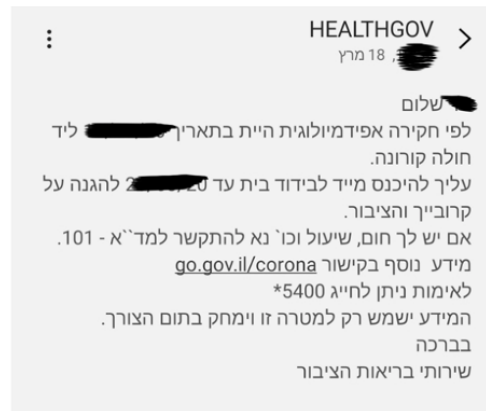 HEALTHGOV
18 מרץ,
שלום
לפי חקירה אפידמיולוגית היית בתאריך ליד
חולה קורונה.
עליך להיכנס מייד לבידוד בית עד להגנה על
קרובייך והציבור.
אם יש לך חום, שיעול וכו` נא להתקשר למד``א - 101.
מידע נוסף בקישור go.gov.il/corona
לאימות ניתן לחייג 5400*
המידע ישמש רק למטרה זו וימחק בתום הצורך.
בברכה
שירותי בריאות הציבור